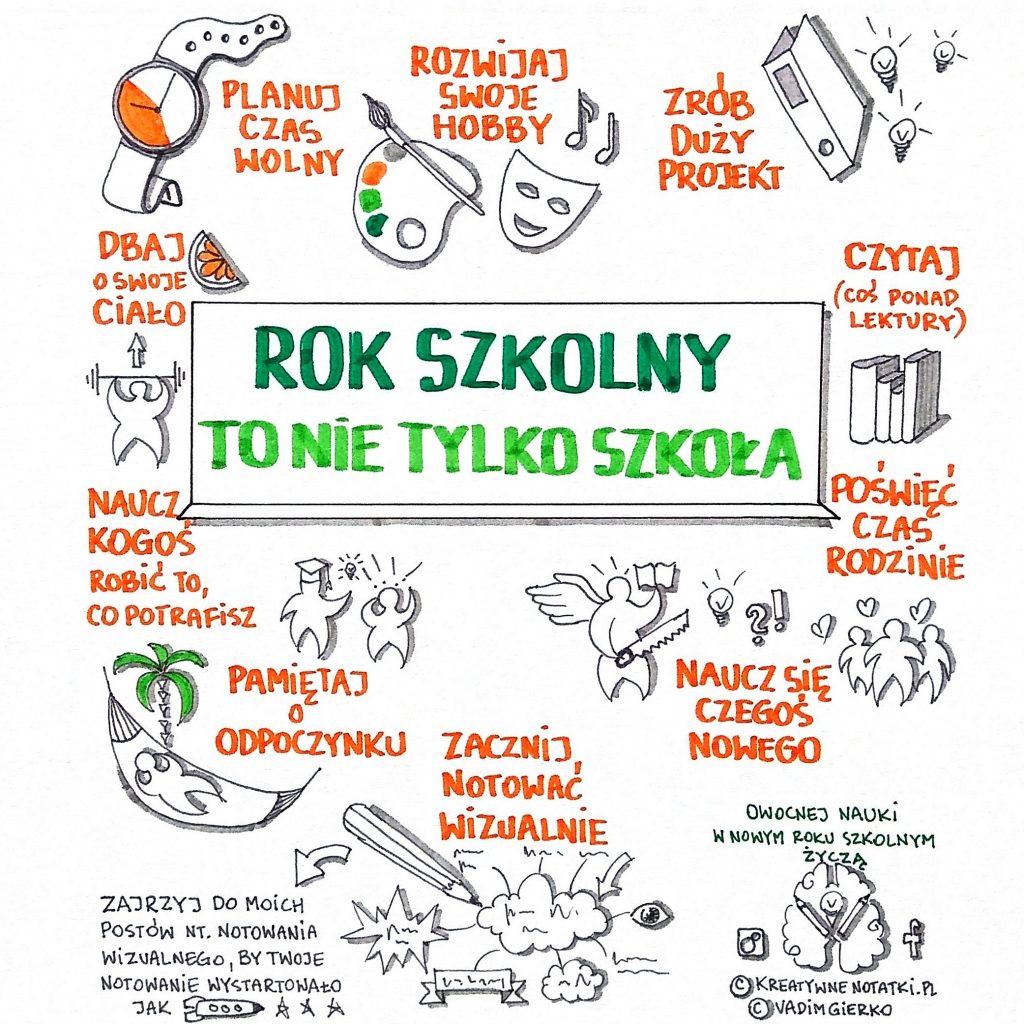 PLANUJ
CZAS
WOLNY
ROZWIJAJ
SWOJE
HOBBY
ZRÓB
DUŻY
PROJEKT
DBAJ
O SWOJE
CIAŁO
CZYTAJ
(COŚ PONAD
LEKTURY)
ROK SZKOLNY
TO NIE TYLKO SZKOŁA
NAUCZ
KOGOŚ
ROBIĆ TO,
CO POTRAFISZ
POŚWIĘĆ
CZAS
RODZINIE
?!
PAMIĘTAJ
O
ODPOCZYNKU
NAUCZ SIĘ
CZEGOŚ
NOWEGO
ZACZNIJ
NOTOWAĆ
WIZUALNIE
ZAJRZYJ DO MOICH
POSTÓW NT. NOTOWANIA
WIZUALNEGO, BY TWOJE
NOTOWANIE WYSTARTOWAŁO
JAK
OWOCNEJ NAUKI
W NOWYM ROKU SZKOLNYM
ŻYCZĄ
f
© KREATYWNENOTATKI.PL
© VADIM GIERKO